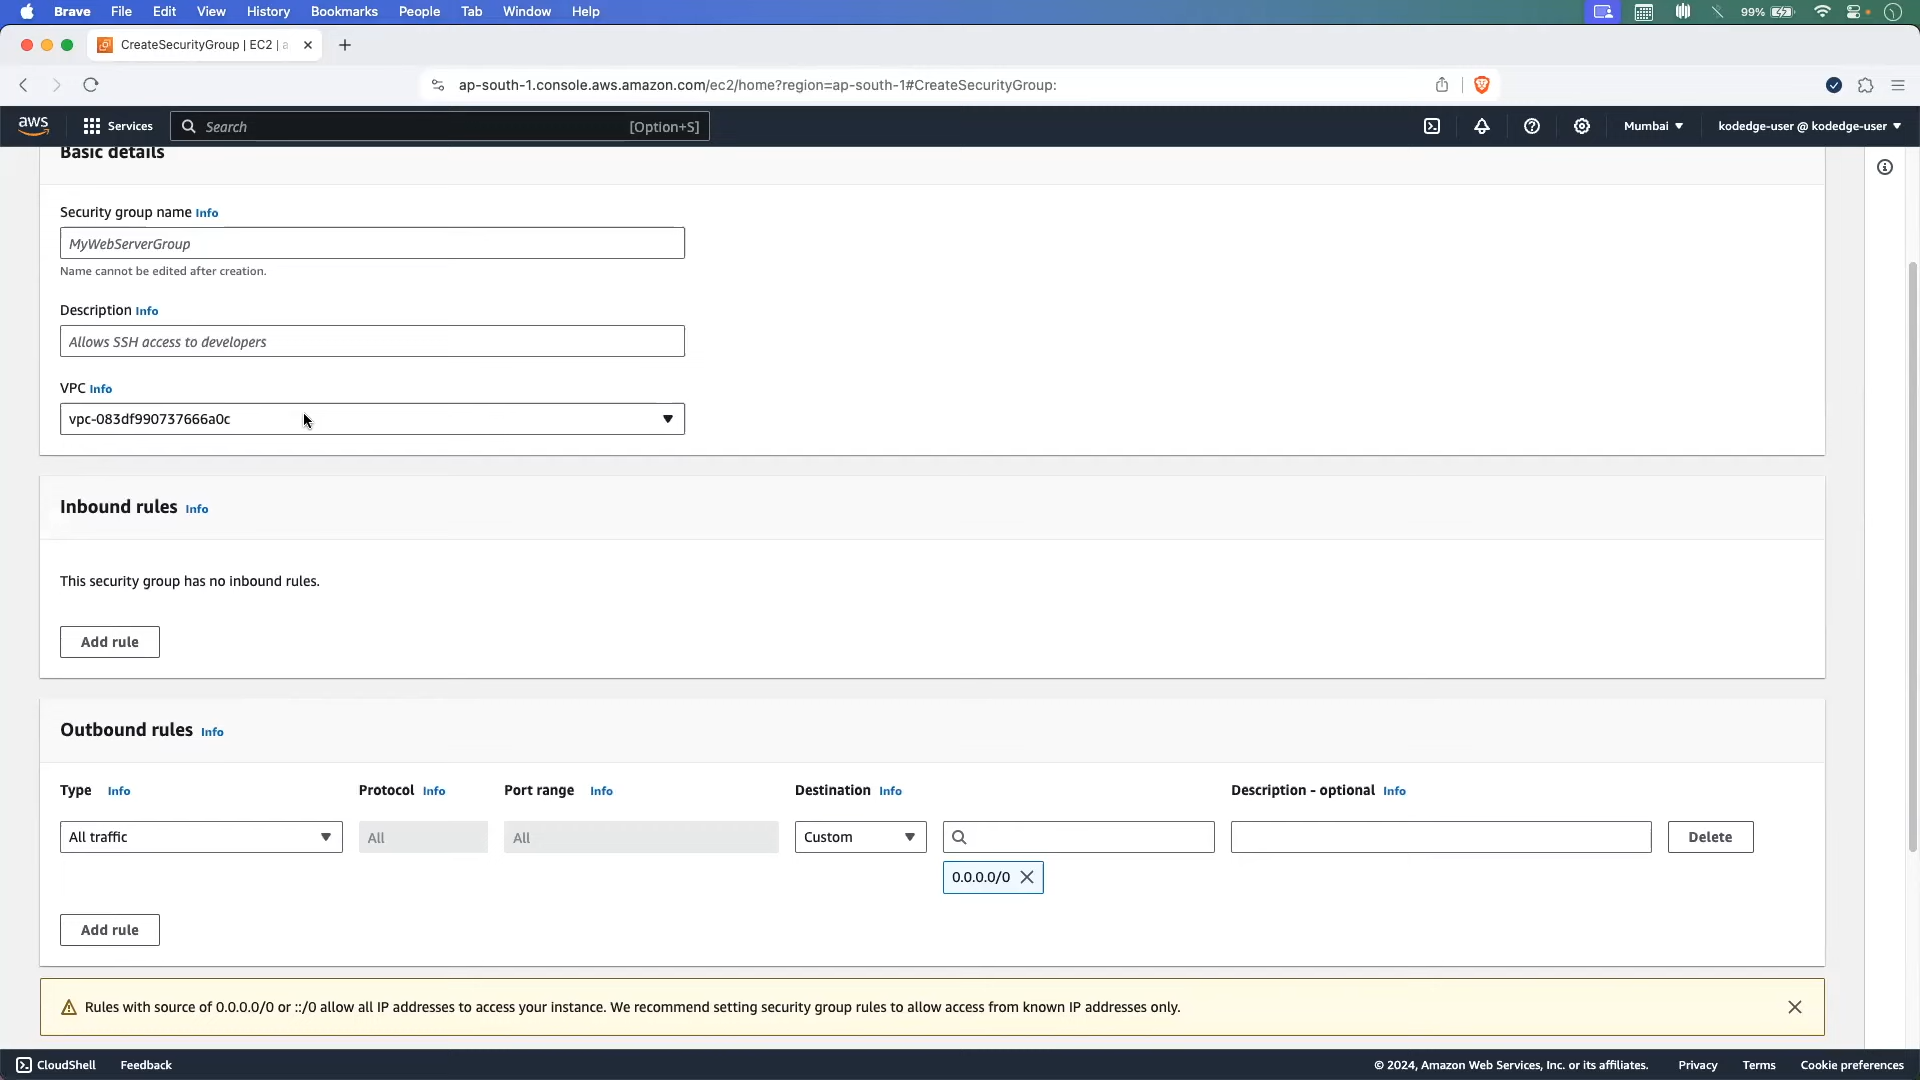 Brave File Edit View History Bookmarks People Tab Window Help 99%
CreateSecurityGroup | EC2 | a
ap-south-1.console.aws.amazon.com/ec2/home?region=ap-south-1#CreateSecurityGroup:
aws Services Search [Option+S] Mumbai kodedge-user @ kodedge-user
Basic details
Security group name Info
MyWebServerGroup
Name cannot be edited after creation.
Description Info
Allows SSH access to developers
VPC Info
vpc-083df990737666a0c
Inbound rules Info
This security group has no inbound rules.
Add rule
Outbound rules Info
Type Info Protocol Info Port range Info Destination Info Description - optional Info
All traffic All All Custom Delete
0.0.0.0/0
Add rule
Rules with source of 0.0.0.0/0 or ::/0 allow all IP addresses to access your instance. We recommend setting security group rules to allow access from known IP addresses only.
CloudShell Feedback © 2024, Amazon Web Services, Inc. or its affiliates. Privacy Terms Cookie preferences